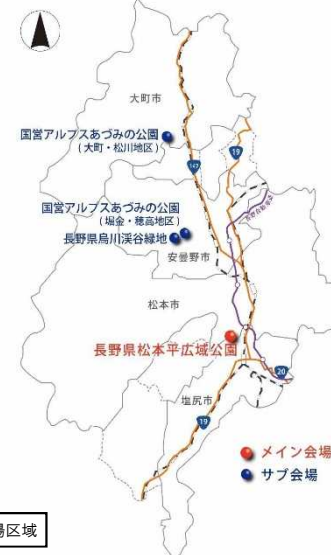 大町市
国営アルプスあづみの公園
(大町・松川地区)
19
147
国営アルプスあづみの公園
(堀金・穂高地区)
長野県烏川渓谷緑地
安曇野市
松本市
長野県松本平広域公園
20
塩尻市
19
メイン会場
サブ会場
場区域